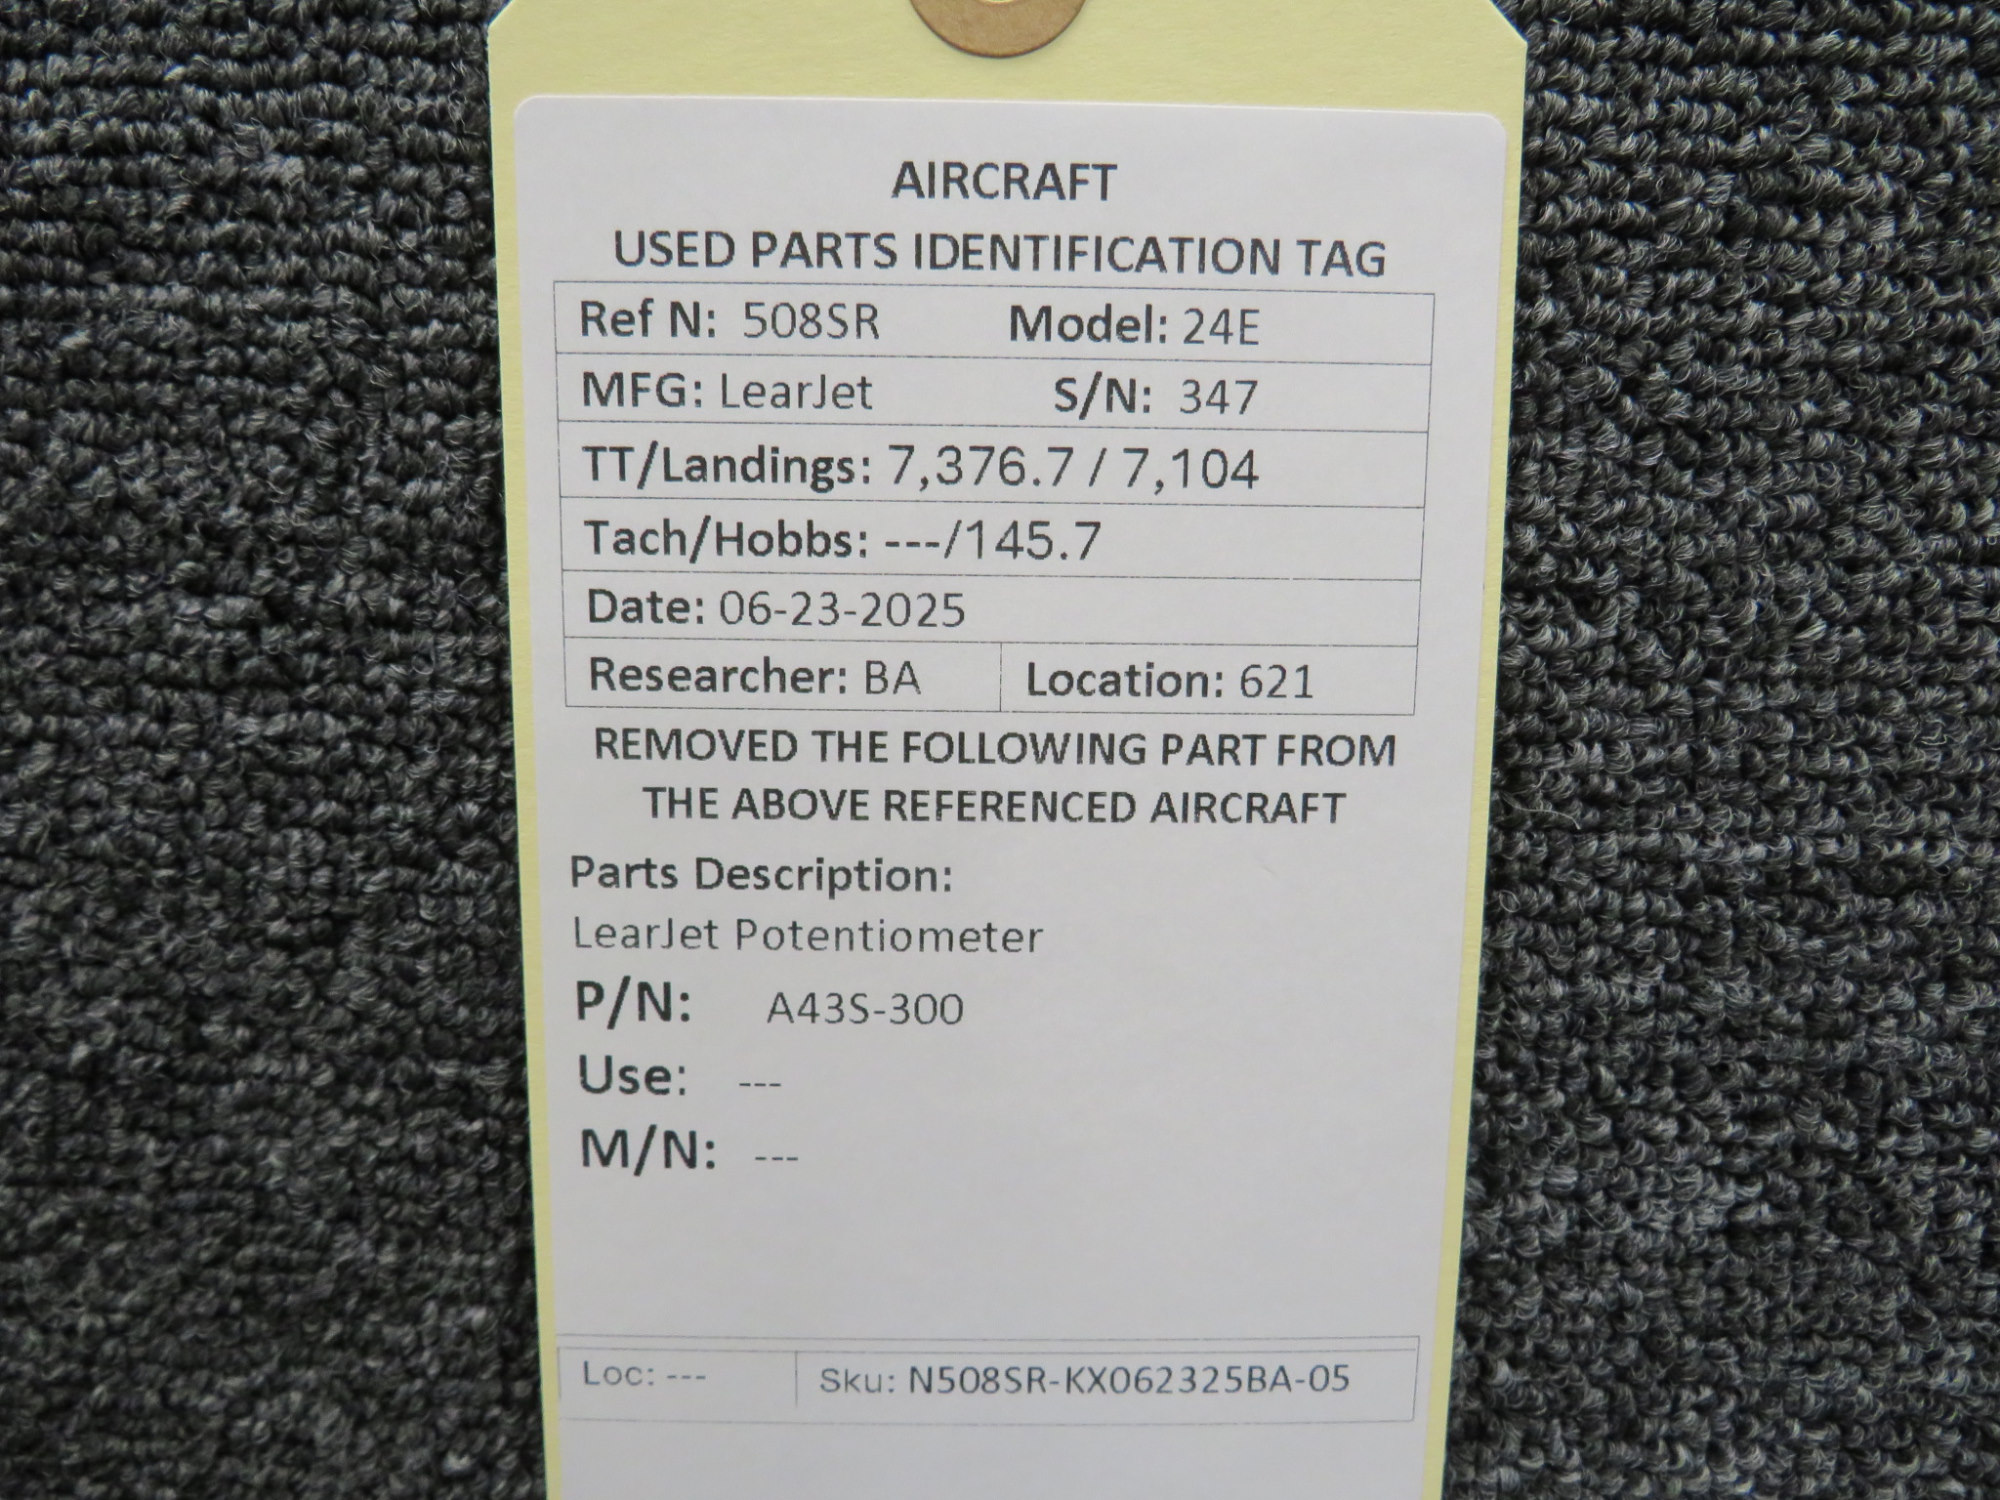 AIRCRAFT
USED PARTS IDENTIFICATION TAG
Ref N: 508SR Model: 24E
MFG: LearJet S/N: 347
TT/Landings: 7,376.7 / 7,104
Tach/Hobbs: ---/145.7
Date: 06-23-2025
Researcher: BA Location: 621
REMOVED THE FOLLOWING PART FROM
THE ABOVE REFERENCED AIRCRAFT
Parts Description:
LearJet Potentiometer
P/N: A43S-300
Use: ---
M/N: ---
Loc: --- Sku: N508SR-KX062325BA-05